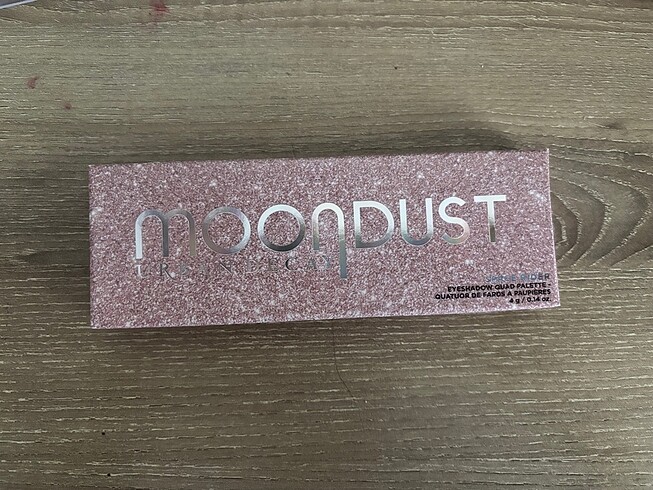 MOONDUST
URBAN DECAY
SPACE RIDER
EYESHADOW QUAD PALETTE •
QUATUOR DE FARDS À PAUPIÈRES
4 g / 0.14 oz.